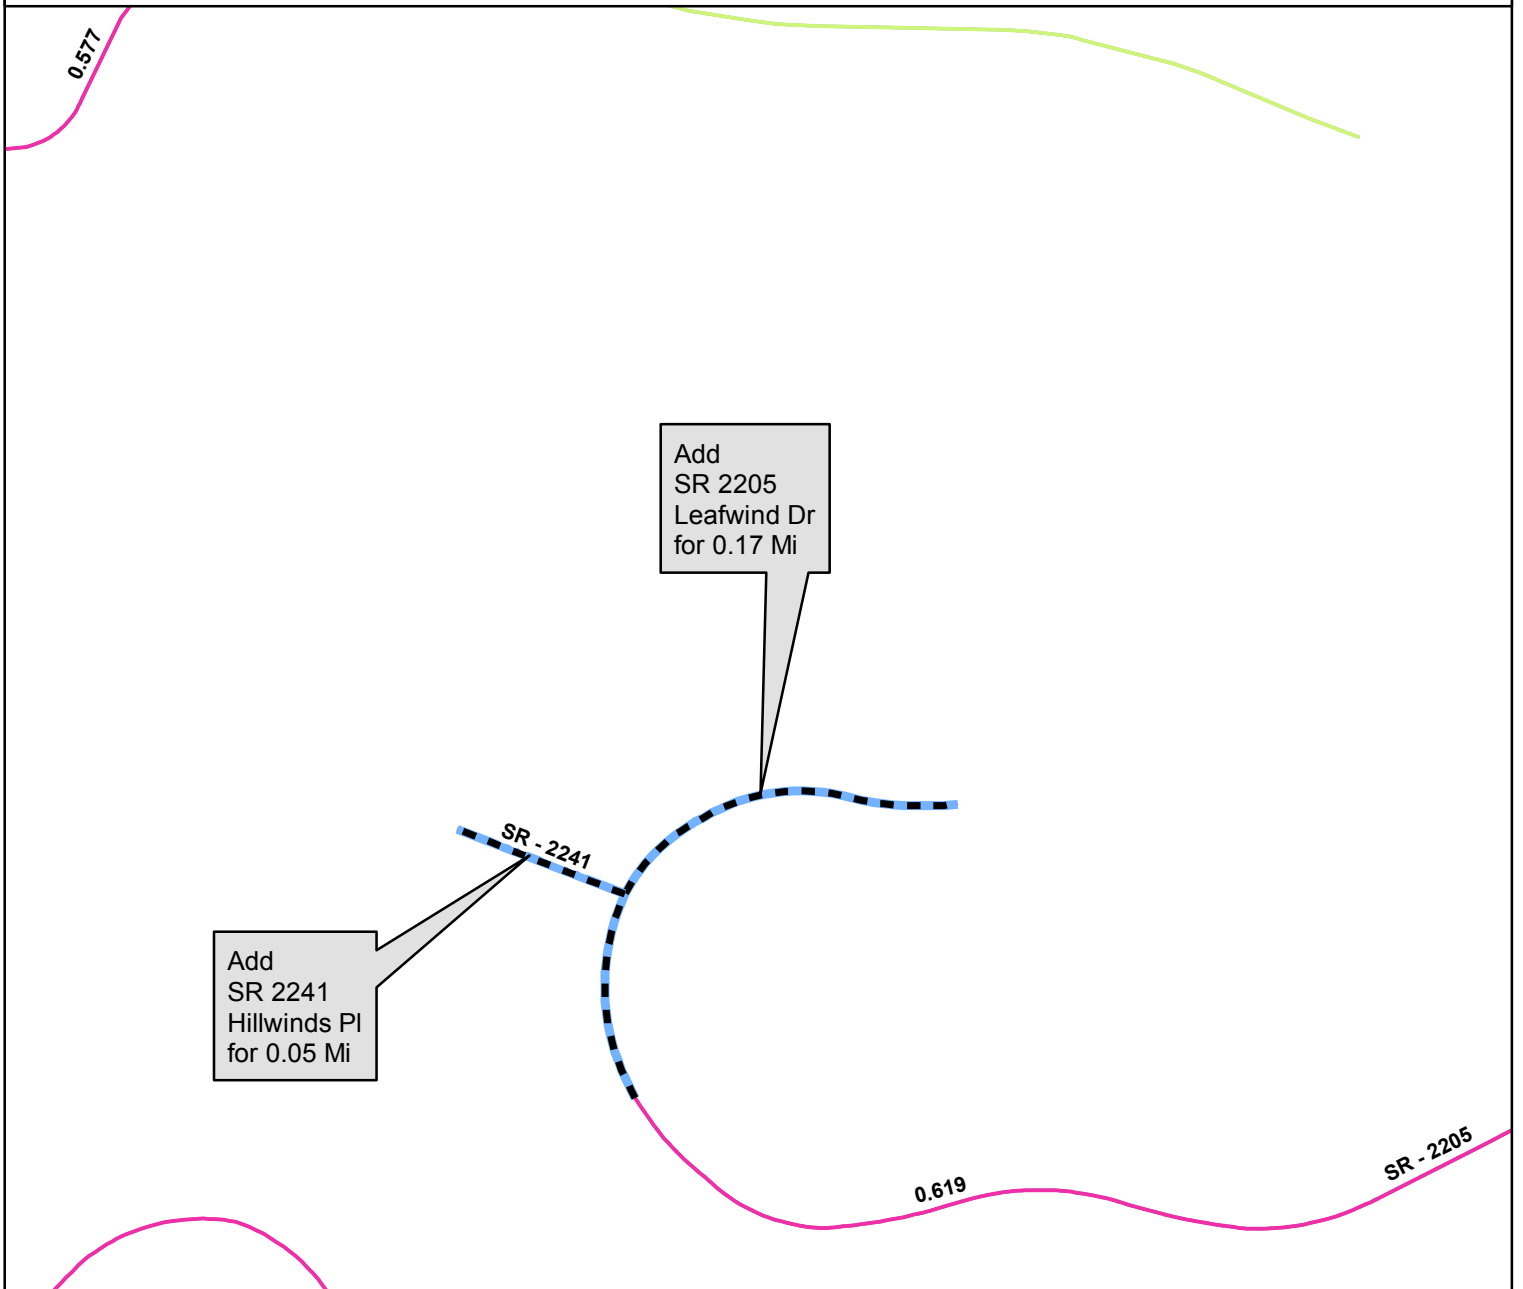 0.577
Add
SR 2205
Leafwind Dr
for 0.17 Mi
SR - 2241
Add
SR 2241
Hillwinds Pl
for 0.05 Mi
SR - 2205
0.619